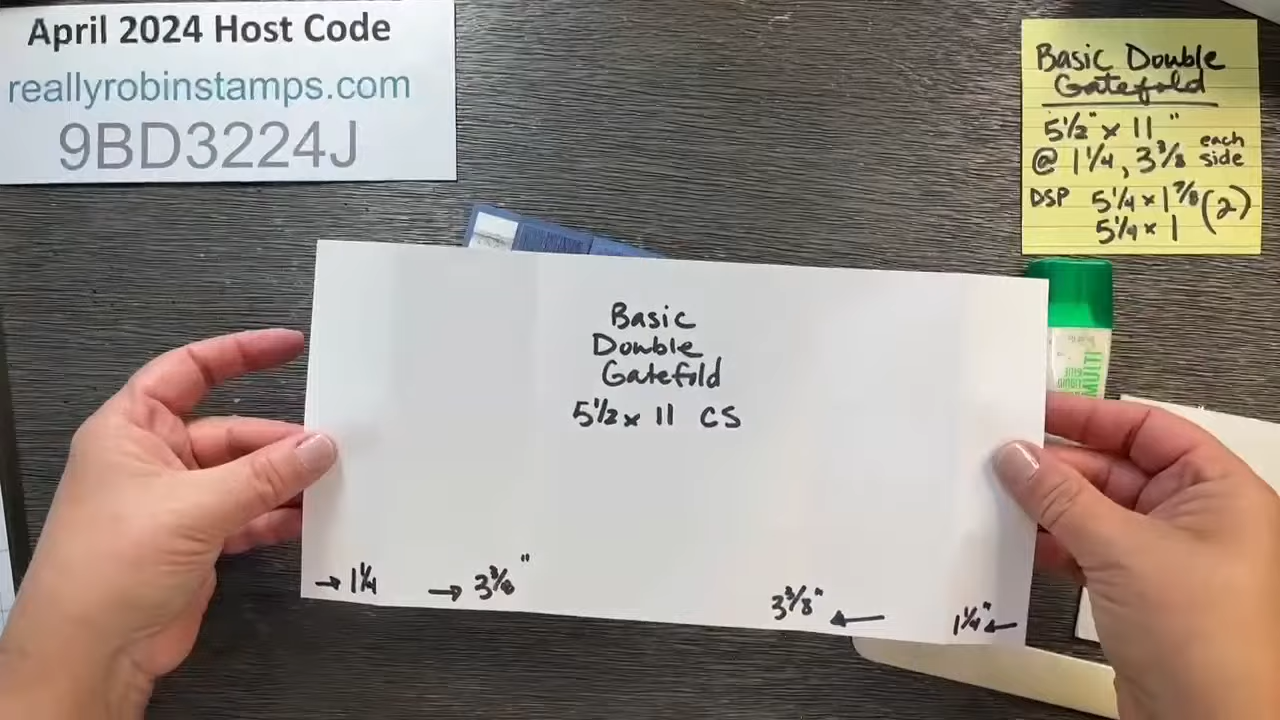 April 2024 Host Code
reallyrobinstamps.com
9BD3224J
Basic Double
Gatefold
5½" x 11"
@ 1¼, 3⅜ each side
DSP 5¼ x 1⅞ (2)
5¼ x 1
Basic
Double
Gatefold
5½ x 11 CS
→ 1¼ → 3⅜" 3⅜" ← 1¼" ←
MULTI